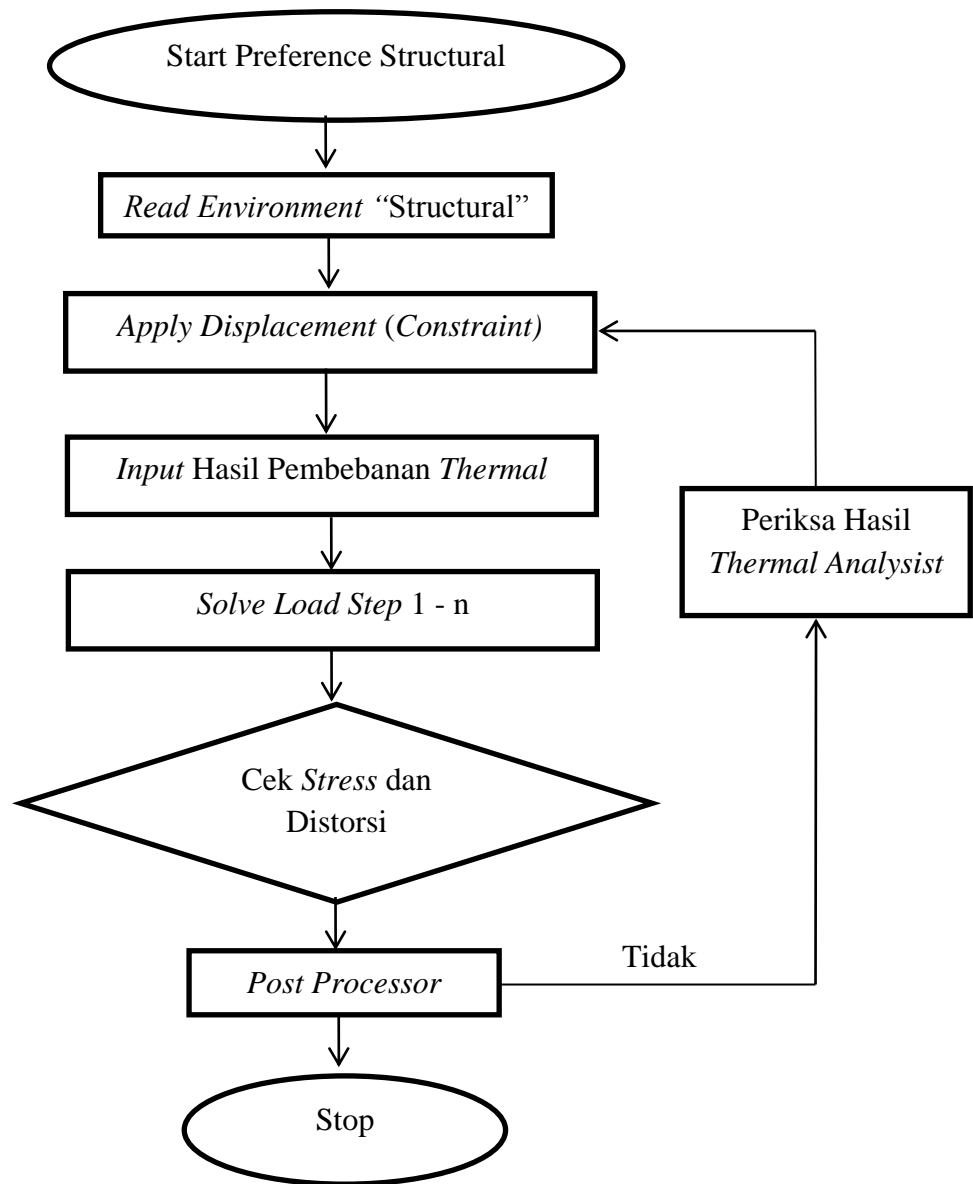 Start Preference Structural
Read Environment “Structural”
Apply Displacement (Constraint)
Input Hasil Pembebanan Thermal
Periksa Hasil
Thermal Analysist
Solve Load Step 1 - n
Cek Stress dan
Distorsi
Tidak
Post Processor
Stop